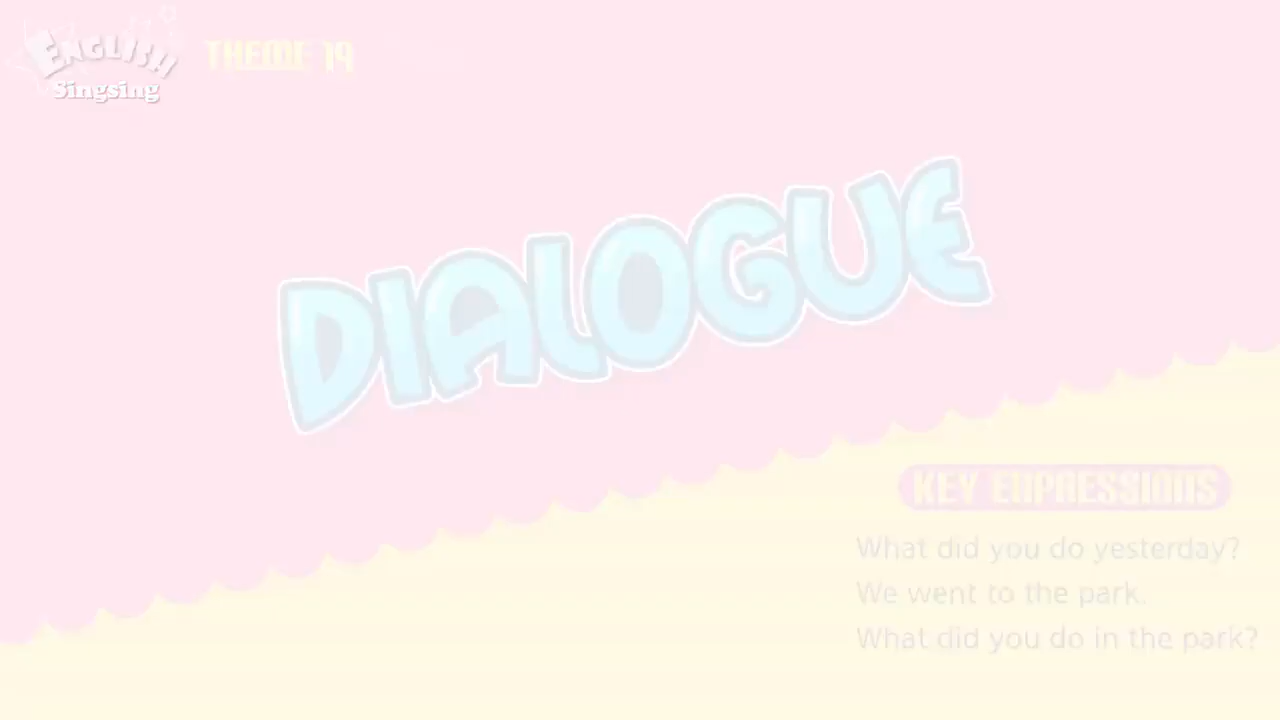 ENGLISH
Singsing
THEME 19
DIALOGUE
KEY EXPRESSIONS
What did you do yesterday?
We went to the park.
What did you do in the park?